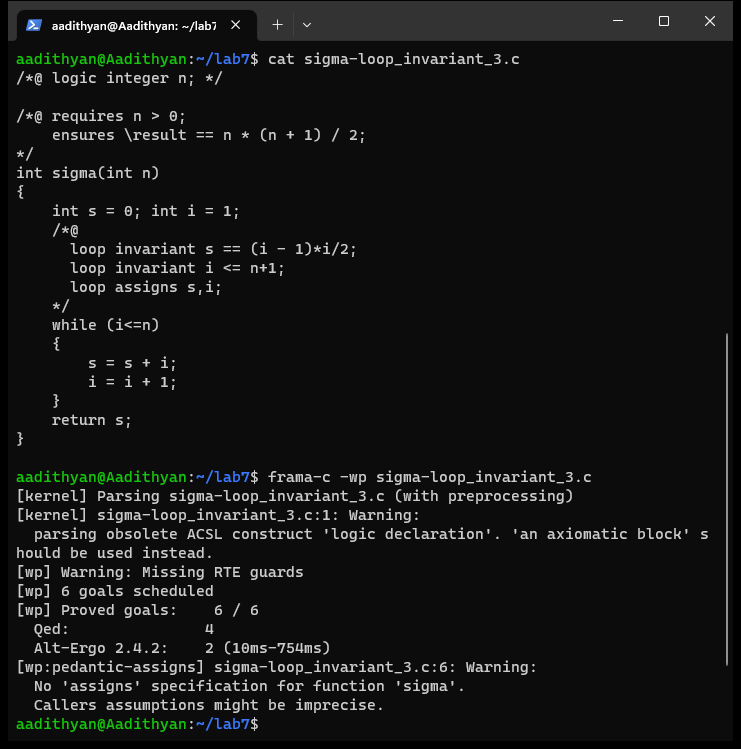 aadithyan@Aadithyan: ~/lab7
aadithyan@Aadithyan:~/lab7$ cat sigma-loop_invariant_3.c
/*@ logic integer n; */

/*@ requires n > 0;
    ensures \result == n * (n + 1) / 2;
*/
int sigma(int n)
{
    int s = 0; int i = 1;
    /*@
      loop invariant s == (i - 1)*i/2;
      loop invariant i <= n+1;
      loop assigns s,i;
    */
    while (i<=n)
    {
        s = s + i;
        i = i + 1;
    }
    return s;
}

aadithyan@Aadithyan:~/lab7$ frama-c -wp sigma-loop_invariant_3.c
[kernel] Parsing sigma-loop_invariant_3.c (with preprocessing)
[kernel] sigma-loop_invariant_3.c:1: Warning:
  parsing obsolete ACSL construct 'logic declaration'. 'an axiomatic block' s
hould be used instead.
[wp] Warning: Missing RTE guards
[wp] 6 goals scheduled
[wp] Proved goals:    6 / 6
  Qed:               4
  Alt-Ergo 2.4.2:    2 (10ms-754ms)
[wp:pedantic-assigns] sigma-loop_invariant_3.c:6: Warning:
  No 'assigns' specification for function 'sigma'.
  Callers assumptions might be imprecise.
aadithyan@Aadithyan:~/lab7$